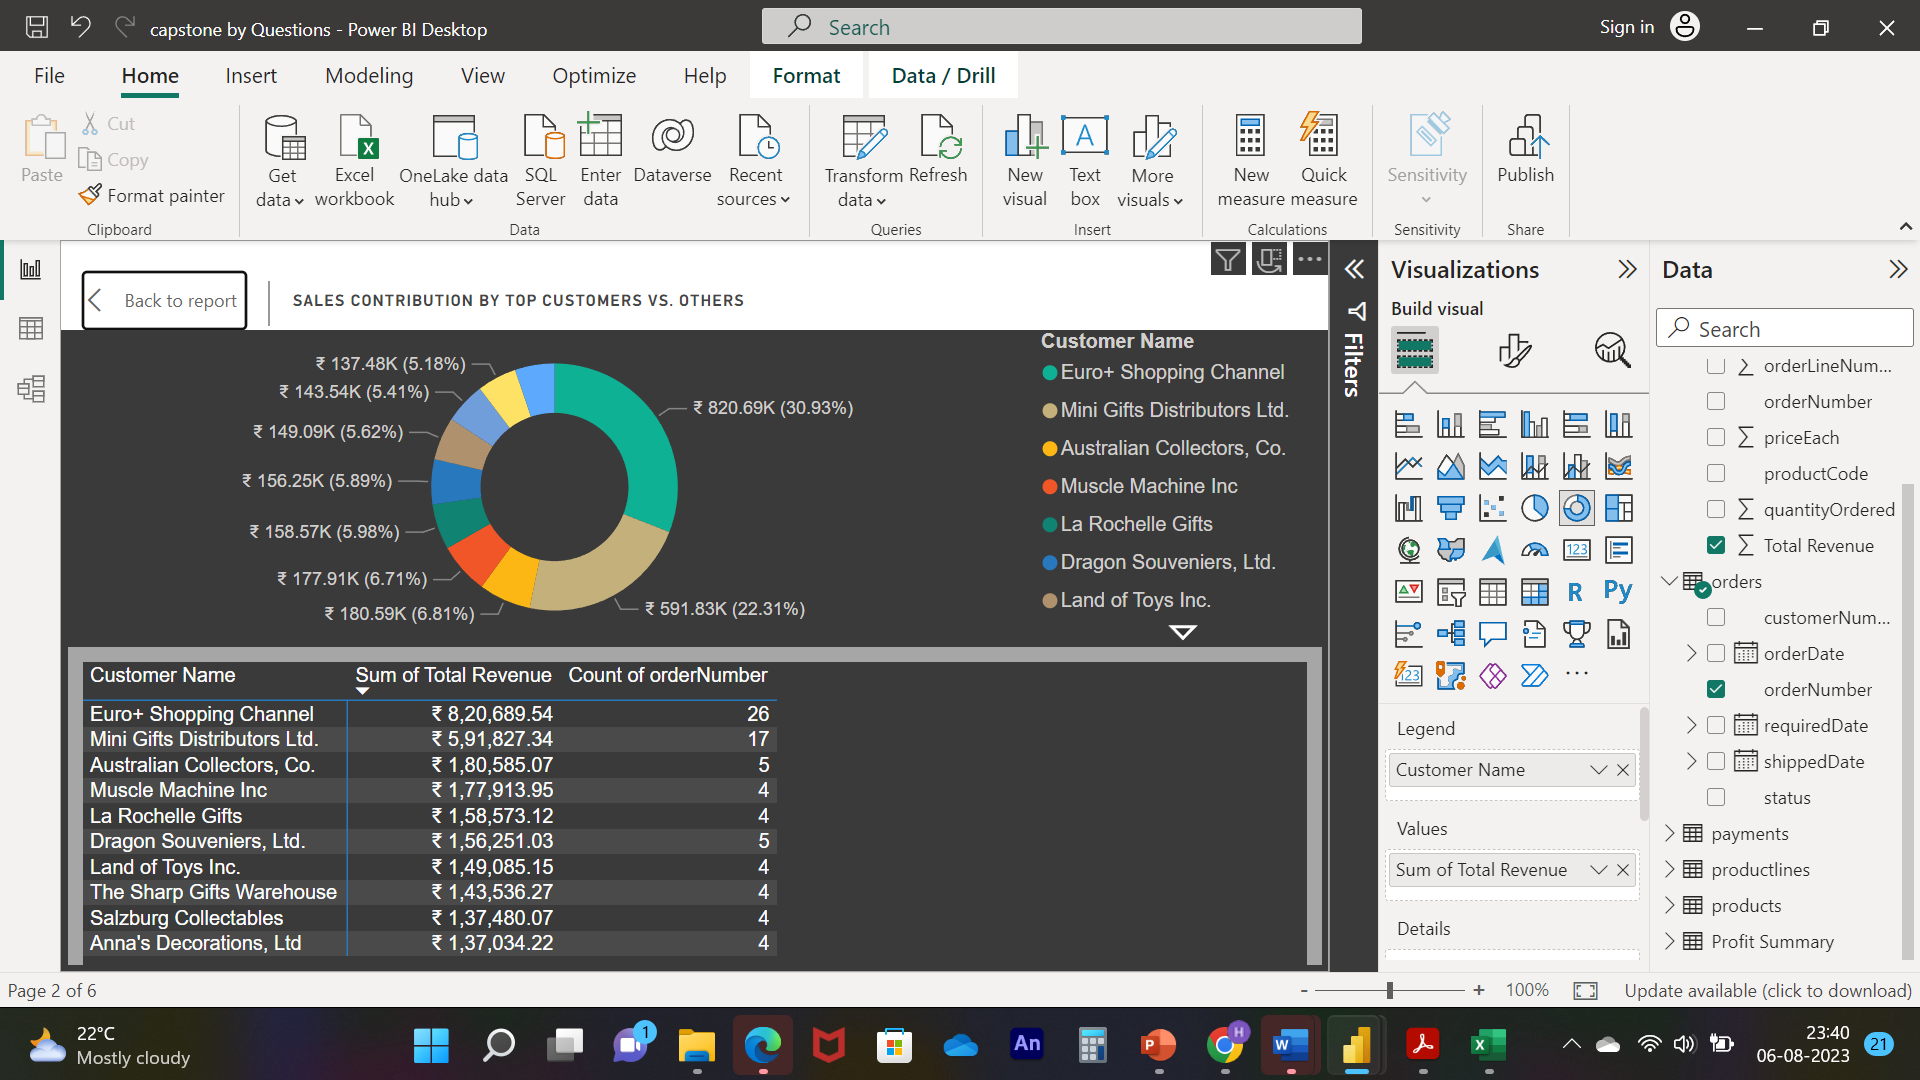 capstone by Questions - Power BI Desktop
Search
Sign in
File
Home
Insert
Modeling
View
Optimize
Help
Format
Data / Drill
Paste
Cut
Copy
Format painter
Clipboard
Get data
Excel workbook
OneLake data hub
SQL Server
Enter data
Dataverse
Recent sources
Data
Transform data
Refresh
Queries
New visual
A
Text box
More visuals
Insert
New measure
Quick measure
Calculations
Sensitivity
Sensitivity
Publish
Share
Back to report
SALES CONTRIBUTION BY TOP CUSTOMERS VS. OTHERS
₹ 137.48K (5.18%)
₹ 143.54K (5.41%)
₹ 149.09K (5.62%)
₹ 156.25K (5.89%)
₹ 158.57K (5.98%)
₹ 177.91K (6.71%)
₹ 180.59K (6.81%)
₹ 820.69K (30.93%)
₹ 591.83K (22.31%)
Customer Name
Euro+ Shopping Channel
Mini Gifts Distributors Ltd.
Australian Collectors, Co.
Muscle Machine Inc
La Rochelle Gifts
Dragon Souveniers, Ltd.
Land of Toys Inc.
Customer Name Sum of Total Revenue Count of orderNumber
Euro+ Shopping Channel ₹ 8,20,689.54 26
Mini Gifts Distributors Ltd. ₹ 5,91,827.34 17
Australian Collectors, Co. ₹ 1,80,585.07 5
Muscle Machine Inc ₹ 1,77,913.95 4
La Rochelle Gifts ₹ 1,58,573.12 4
Dragon Souveniers, Ltd. ₹ 1,56,251.03 5
Land of Toys Inc. ₹ 1,49,085.15 4
The Sharp Gifts Warehouse ₹ 1,43,536.27 4
Salzburg Collectables ₹ 1,37,480.07 4
Anna's Decorations, Ltd ₹ 1,37,034.22 4
Filters
Visualizations
Build visual
123
R
Py
123
Legend
Customer Name
Values
Sum of Total Revenue
Details
Data
Search
orderLineNum...
orderNumber
priceEach
productCode
quantityOrdered
Total Revenue
orders
customerNum...
orderDate
orderNumber
requiredDate
shippedDate
status
payments
productlines
products
Profit Summary
Page 2 of 6
- + 100%
Update available (click to download)
22°C
Mostly cloudy
1
An
P
H
W
X
23:40
06-08-2023
21